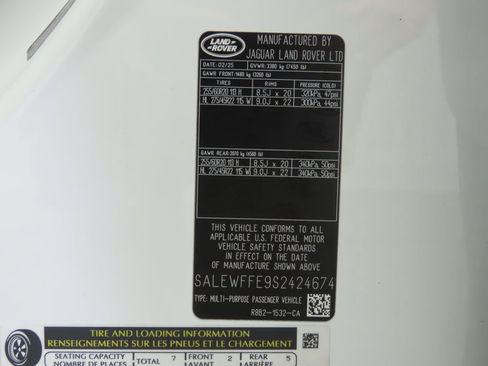 LAND ROVER
MANUFACTURED BY
JAGUAR LAND ROVER LTD
DATE: 02/25 GVWR: 3380 kg (7450 lb)
GAWR FRONT: 1480 kg (3260 lb)
TIRES RIMS PRESSURE (COLD)
255/60R20 113 H 8.5J x 20 320kPa, 47psi
HL 275/45R22 115 W 9.0J x 22 300kPa, 44psi
GAWR REAR: 2070 kg (4560 lb)
255/60R20 113 H 8.5J x 20 340kPa, 50psi
HL 275/45R22 115 W 9.0J x 22 340kPa, 50psi
THIS VEHICLE CONFORMS TO ALL
APPLICABLE U.S. FEDERAL MOTOR
VEHICLE SAFETY STANDARDS
IN EFFECT ON THE DATE
OF MANUFACTURE SHOWN ABOVE
SALEWFFE9S2424674
TYPE: MULTI-PURPOSE PASSENGER VEHICLE
R8B2-1532-CA
TIRE AND LOADING INFORMATION
RENSEIGNEMENTS SUR LES PNEUS ET LE CHARGEMENT
SEATING CAPACITY TOTAL 7 FRONT 2 REAR 5
NOMBRE DE PLACES AVANT ARRIÈRE